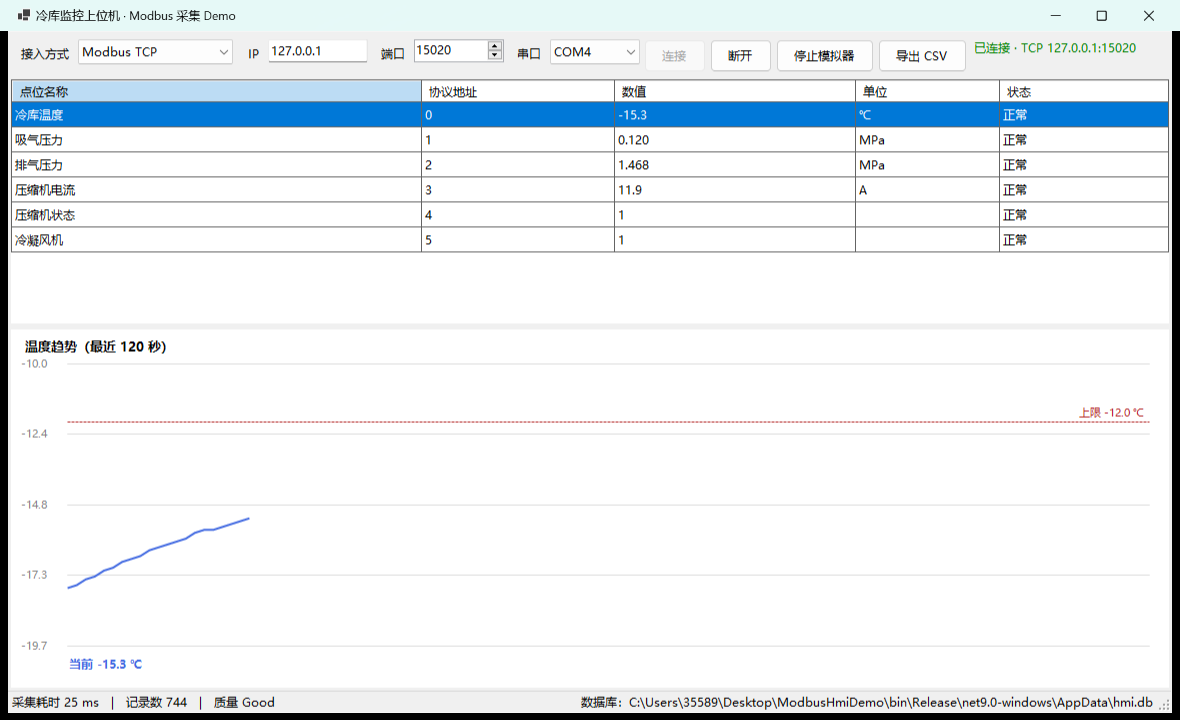 冷库监控上位机 · Modbus 采集 Demo
接入方式 Modbus TCP IP 127.0.0.1 端口 15020 串口 COM4 连接 断开 停止模拟器 导出 CSV 已连接 · TCP 127.0.0.1:15020
点位名称 协议地址 数值 单位 状态
冷库温度 0 -15.3 ℃ 正常
吸气压力 1 0.120 MPa 正常
排气压力 2 1.468 MPa 正常
压缩机电流 3 11.9 A 正常
压缩机状态 4 1 正常
冷凝风机 5 1 正常
温度趋势（最近 120 秒）
-10.0
上限 -12.0 ℃
-12.4
-14.8
-17.3
-19.7
当前 -15.3 ℃
采集耗时 25 ms | 记录数 744 | 质量 Good 数据库： C:\Users\35589\Desktop\ModbusHmiDemo\bin\Release\net9.0-windows\AppData\hmi.db